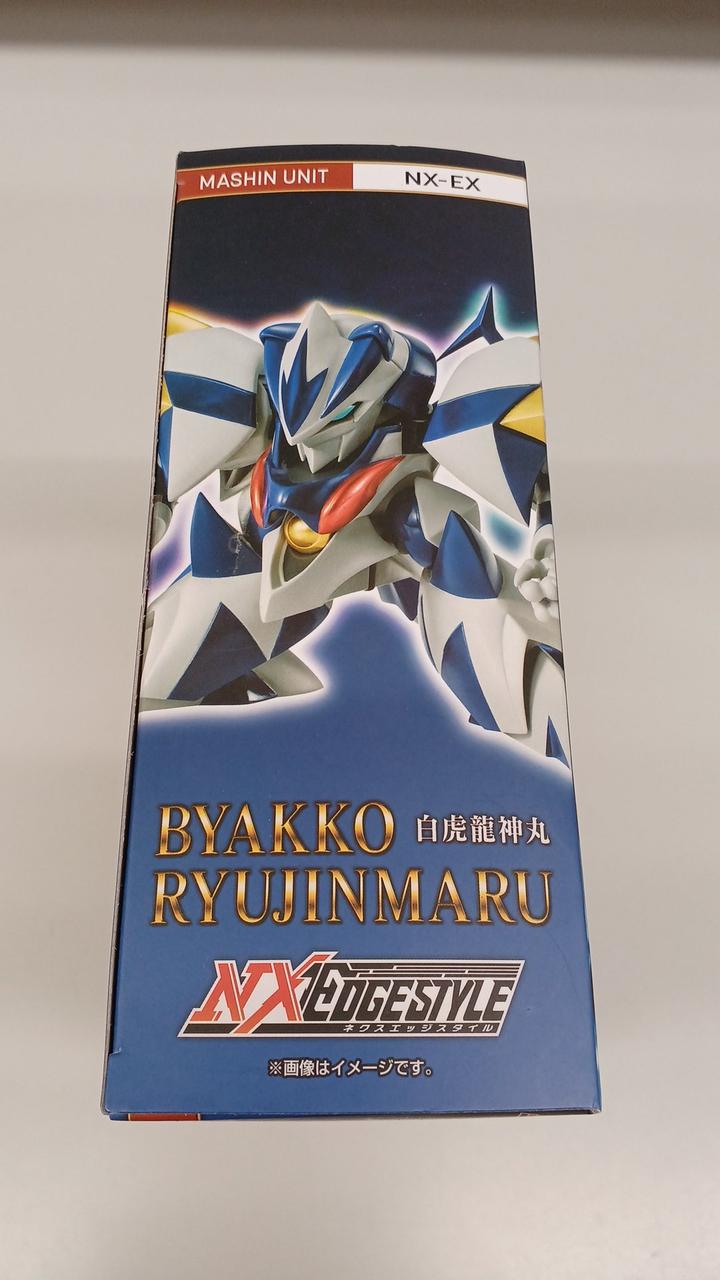 MASHIN UNIT NX-EX
BYAKKO 白虎龍神丸
RYUJINMARU
NXEDGESTYLE
ネクスエッジスタイル
※画像はイメージです。